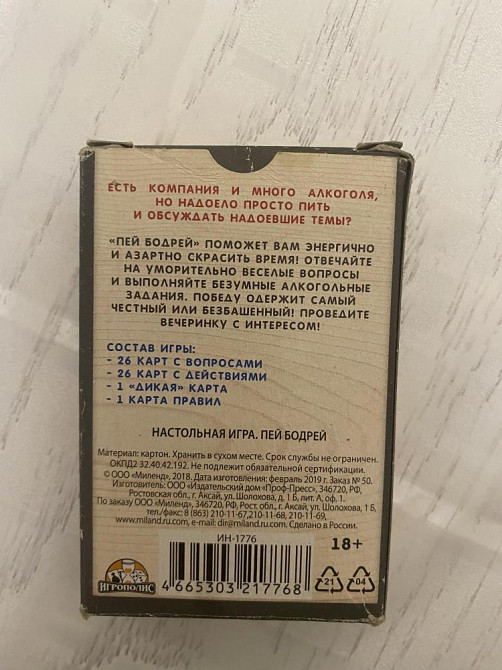 ЕСТЬ КОМПАНИЯ И МНОГО АЛКОГОЛЯ,
НО НАДОЕЛО ПРОСТО ПИТЬ
И ОБСУЖДАТЬ НАДОЕВШИЕ ТЕМЫ?
«ПЕЙ БОДРЕЙ» ПОМОЖЕТ ВАМ ЭНЕРГИЧНО
И АЗАРТНО СКРАСИТЬ ВРЕМЯ! ОТВЕЧАЙТЕ
НА УМОРИТЕЛЬНО ВЕСЕЛЫЕ ВОПРОСЫ
И ВЫПОЛНЯЙТЕ БЕЗУМНЫЕ АЛКОГОЛЬНЫЕ
ЗАДАНИЯ. ПОБЕДУ ОДЕРЖИТ САМЫЙ
ЧЕСТНЫЙ ИЛИ БЕЗБАШЕННЫЙ! ПРОВЕДИТЕ
ВЕЧЕРИНКУ С ИНТЕРЕСОМ!
СОСТАВ ИГРЫ:
- 26 КАРТ С ВОПРОСАМИ
- 26 КАРТ С ДЕЙСТВИЯМИ
- 1 «ДИКАЯ» КАРТА
- 1 КАРТА ПРАВИЛ
НАСТОЛЬНАЯ ИГРА. ПЕЙ БОДРЕЙ
Материал: картон. Хранить в сухом месте. Срок службы не ограничен.
ОКПД2 32.40.42.192. Не подлежит обязательной сертификации.
© ООО «Миленд», 2018. Дата изготовления: февраль 2019 г. Заказ № 50.
Изготовитель: ООО «Издательский дом «Проф-Пресс», 346720, РФ,
Ростовская обл., г. Аксай, ул. Шолохова, д. 1 Б, лит. А, оф. 1.
По заказу ООО «Миленд», 346720, РФ, Рост. обл., г. Аксай, ул. Шолохова, 1 Б,
тел./факс: 8 (863) 210-11-67, 210-11-68, 210-11-69,
www.miland.ru.com, e-mail: dir@miland.ru.com. Сделано в России.
ИН-1776
18+
ИГРОПОЛИС
4 665303 217768
21
04